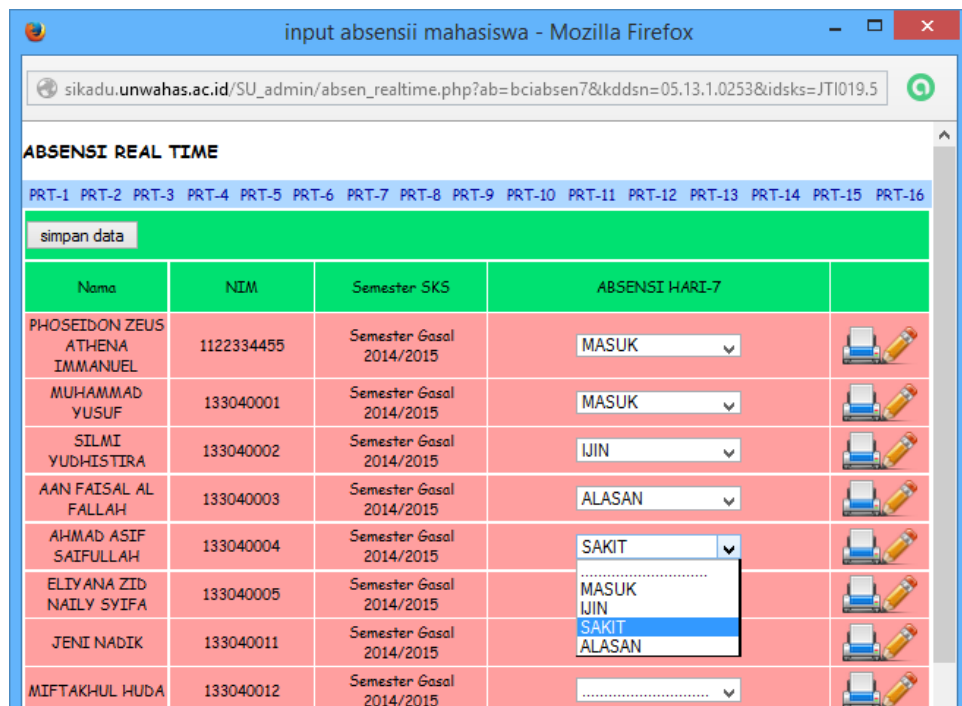 input absensii mahasiswa - Mozilla Firefox
sikadu.unwahas.ac.id/SU_admin/absen_realtime.php?ab=bciabsen7&kddsn=05.13.1.0253&idsks=JTI019.5
ABSENSI REAL TIME
PRT-1 PRT-2 PRT-3 PRT-4 PRT-5 PRT-6 PRT-7 PRT-8 PRT-9 PRT-10 PRT-11 PRT-12 PRT-13 PRT-14 PRT-15 PRT-16
simpan data
Nama NIM Semester SKS ABSENSI HARI-7
PHOSEIDON ZEUS
ATHENA
IMMANUEL
1122334455
Semester Gasal
2014/2015
MASUK
MUHAMMAD
YUSUF
133040001
Semester Gasal
2014/2015
MASUK
SILMI
YUDHISTIRA
133040002
Semester Gasal
2014/2015
IJIN
AAN FAISAL AL
FALLAH
133040003
Semester Gasal
2014/2015
ALASAN
AHMAD ASIF
SAIFULLAH
133040004
Semester Gasal
2014/2015
SAKIT
.............................
MASUK
IJIN
SAKIT
ALASAN
ELIYANA ZID
NAILY SYIFA
133040005
Semester Gasal
2014/2015
JENI NADIK
133040011
Semester Gasal
2014/2015
MIFTAKHUL HUDA
133040012
Semester Gasal
2014/2015
.............................